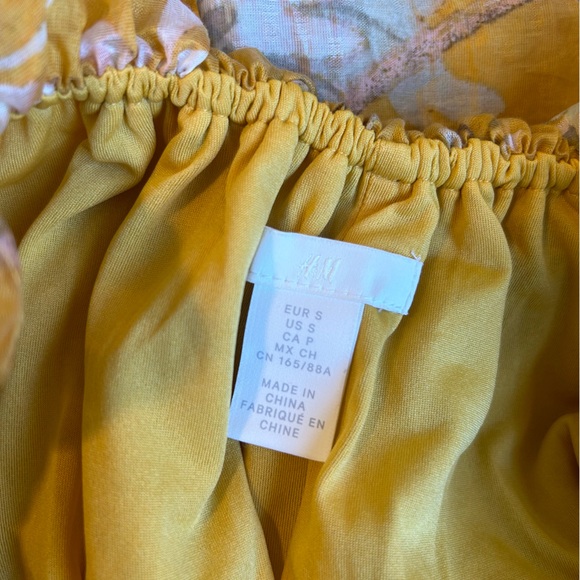 H&M
EUR S
US S
CA P
MX CH
CN 165/88A
MADE IN
CHINA
FABRIQUÉ EN
CHINE